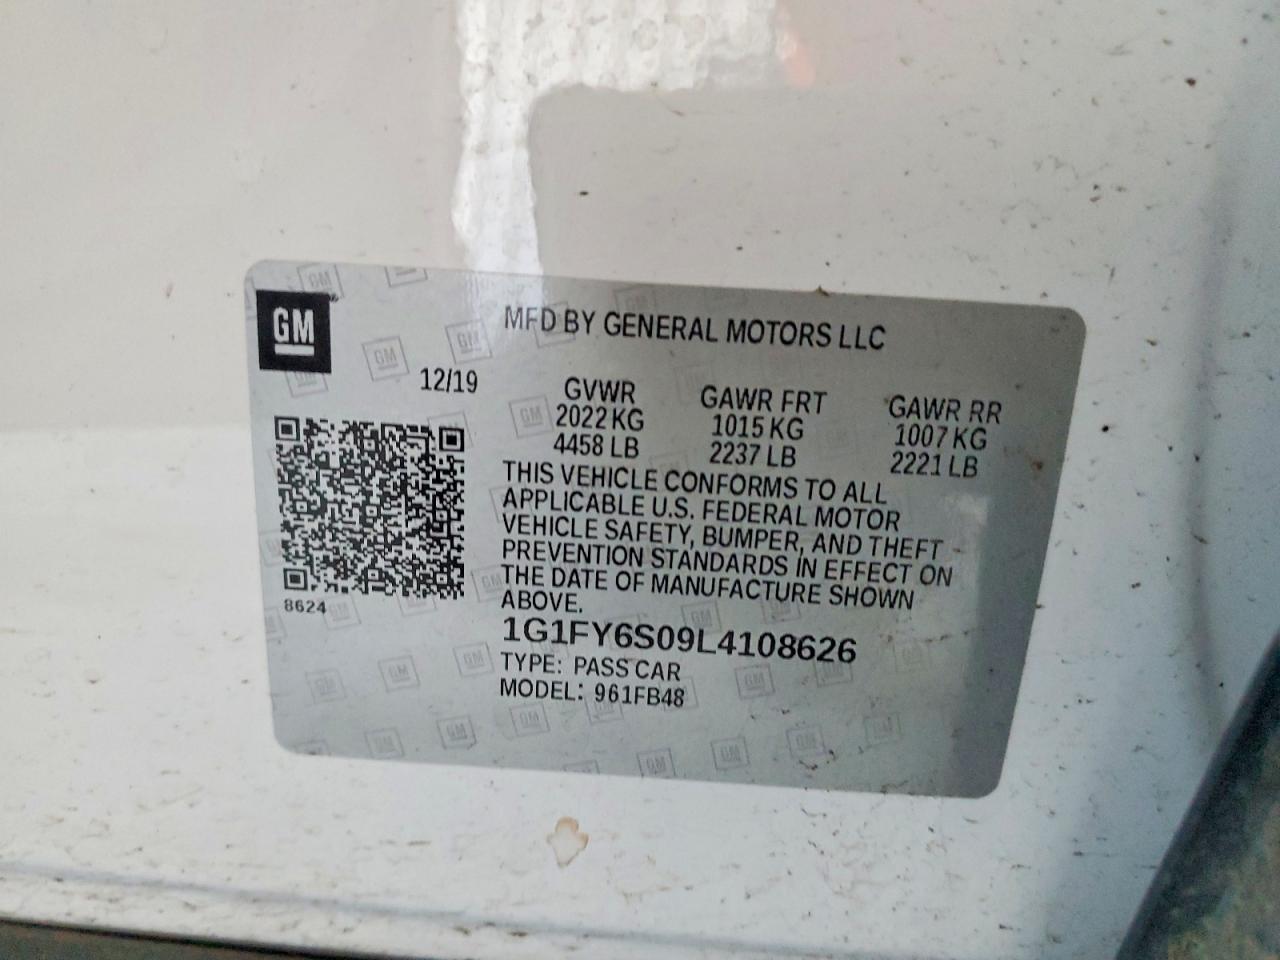 GM
MFD BY GENERAL MOTORS LLC
12/19
GVWR GAWR FRT GAWR RR
2022 KG 1015 KG 1007 KG
4458 LB 2237 LB 2221 LB
THIS VEHICLE CONFORMS TO ALL
APPLICABLE U.S. FEDERAL MOTOR
VEHICLE SAFETY, BUMPER, AND THEFT
PREVENTION STANDARDS IN EFFECT ON
THE DATE OF MANUFACTURE SHOWN
ABOVE.
8624
1G1FY6S09L4108626
TYPE: PASS CAR
MODEL: 961FB48